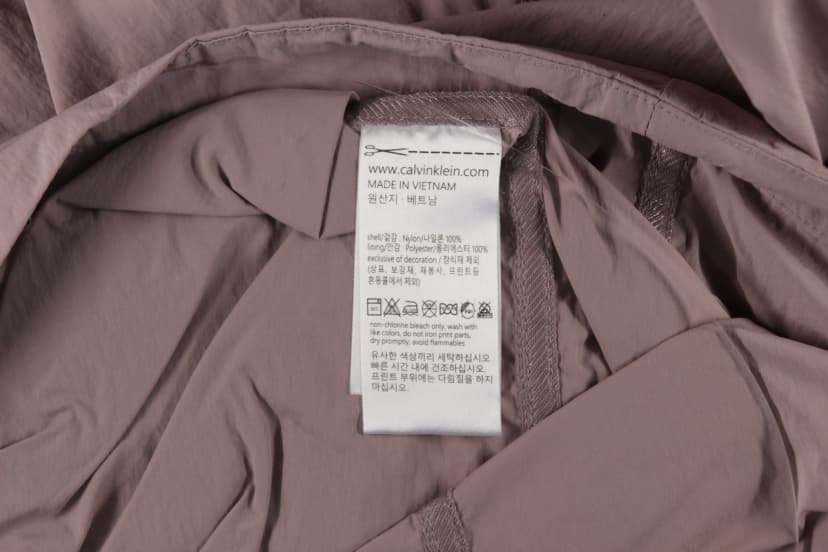 www.calvinklein.com
MADE IN VIETNAM
원산지 · 베트남
shell/겉감 : Nylon/나일론 100%
lining/안감 : Polyester/폴리에스터 100%
exclusive of decoration / 장식재 제외
(상표, 보강재, 재봉사, 프린트등
혼용률에서 제외)
non-chlorine bleach only, wash with
like colors, do not iron print parts,
dry promptly, avoid flammables
유사한 색상끼리 세탁하십시오
빠른 시간 내에 건조하십시오
프린트 부위에는 다림질을 하지
마십시오.